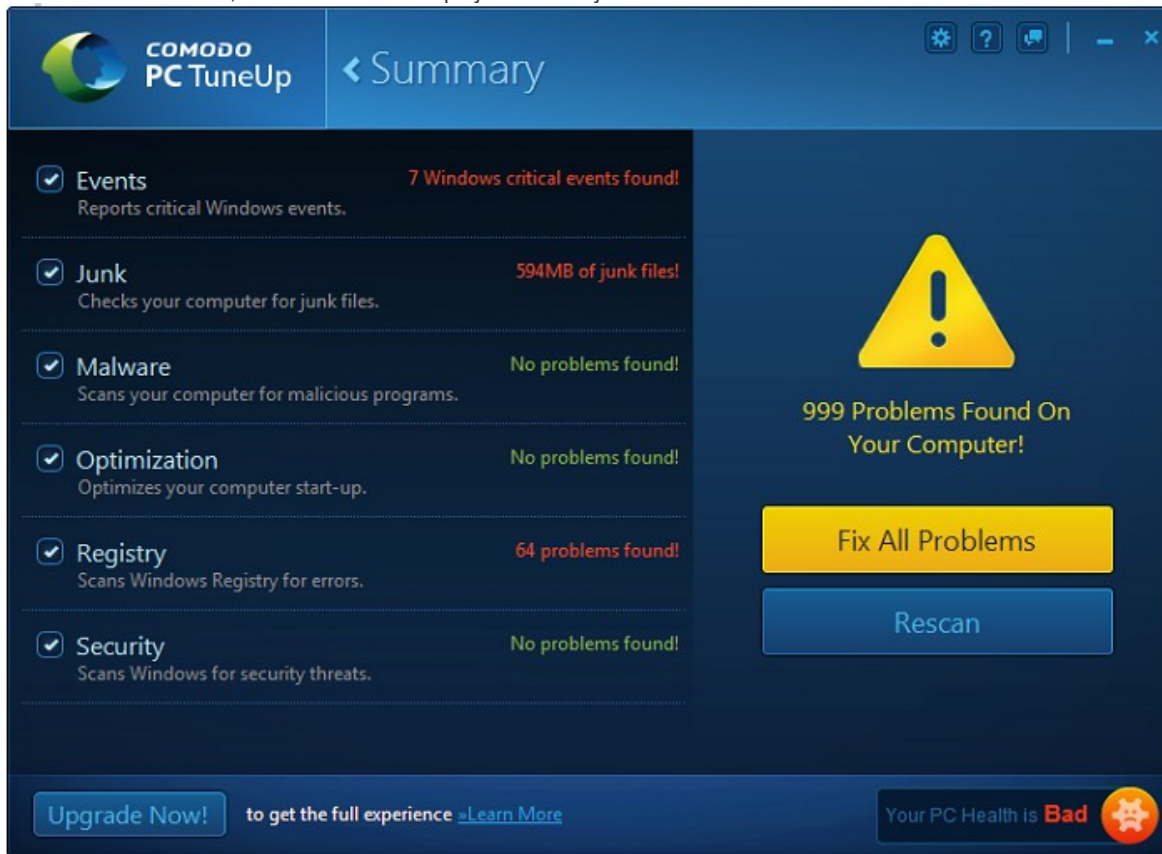 COMODO
PC TuneUp
Summary
Events
7 Windows critical events found!
Reports critical Windows events.
Junk
594MB of junk files!
Checks your computer for junk files.
Malware
No problems found!
Scans your computer for malicious programs.
Optimization
No problems found!
Optimizes your computer start-up.
Registry
64 problems found!
Scans Windows Registry for errors.
Security
No problems found!
Scans Windows for security threats.
999 Problems Found On
Your Computer!
Fix All Problems
Rescan
Upgrade Now! to get the full experience »Learn More
Your PC Health is Bad